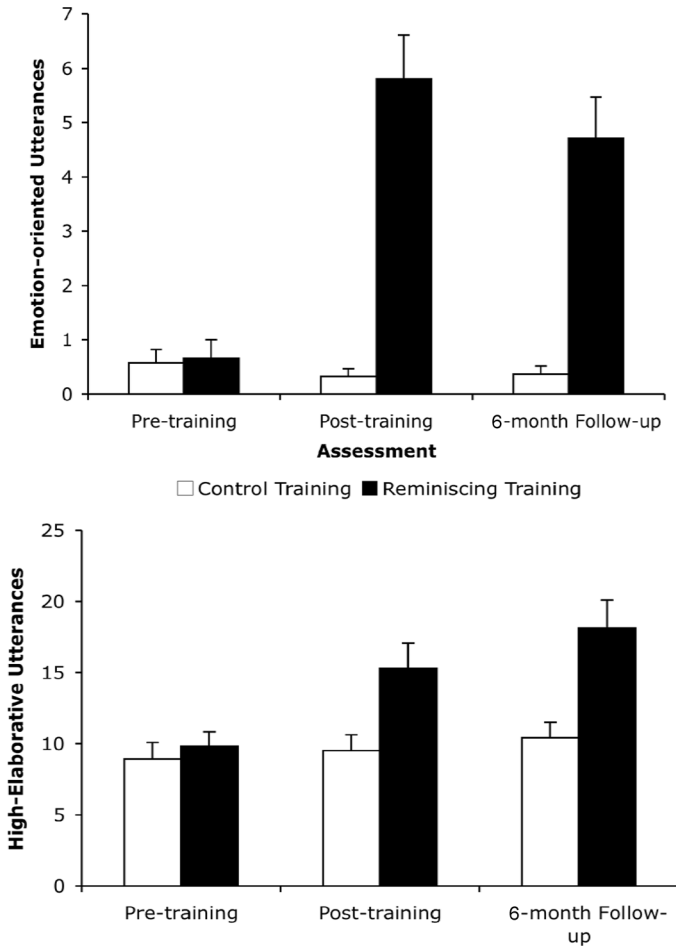 7
6
5
4
3
2
1
0
Emotion-oriented Utterances
Pre-training Post-training 6-month Follow-up
Assessment
Control Training Reminiscing Training
25
20
15
10
5
0
High-Elaborative Utterances
Pre-training Post-training 6-month Follow-
up